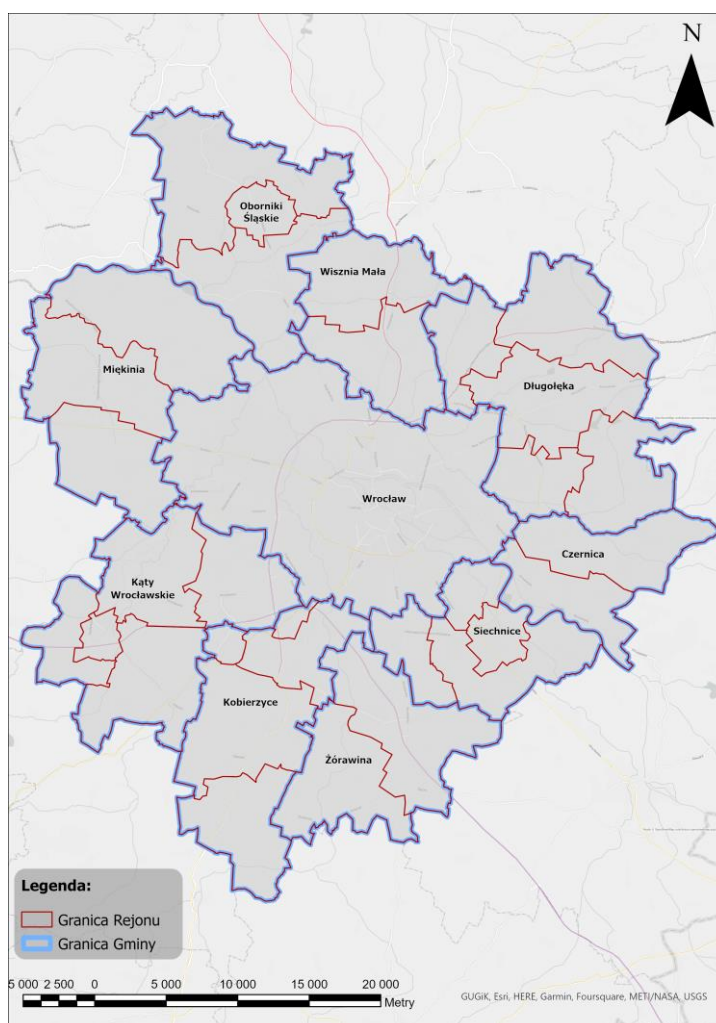 N
Oborniki
Śląskie
Wisznia Mała
Miękinia
Długołęka
Wrocław
Czernica
Kąty
Wrocławskie
Siechnice
Kobierzyce
Żórawina
Legenda:
Granica Rejonu
Granica Gminy
5 000 2 500 0 5 000 10 000 15 000 20 000
Metry
GUGiK, Esri, HERE, Garmin, Foursquare, METI/NASA, USGS